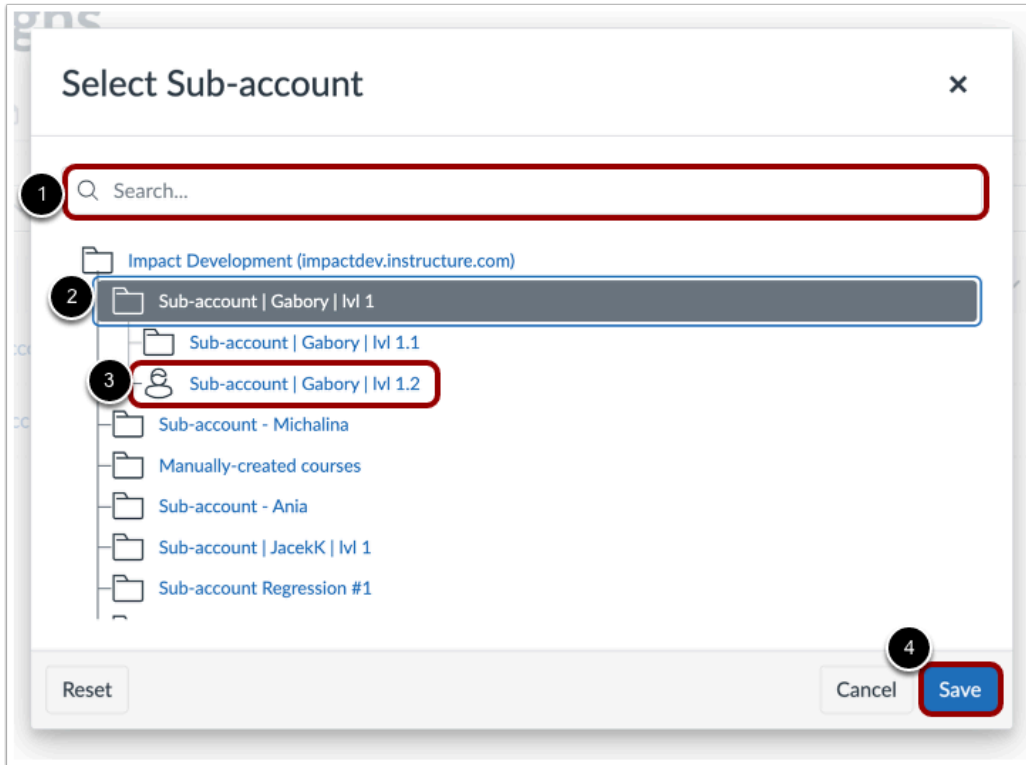 gns
Select Sub-account
1
Search...
Impact Development (impactdev.instructure.com)
2
Sub-account | Gabory | lvl 1
Sub-account | Gabory | lvl 1.1
3
Sub-account | Gabory | lvl 1.2
Sub-account - Michalina
Manually-created courses
Sub-account - Ania
Sub-account | JacekK | lvl 1
Sub-account Regression #1
4
Reset
Cancel
Save